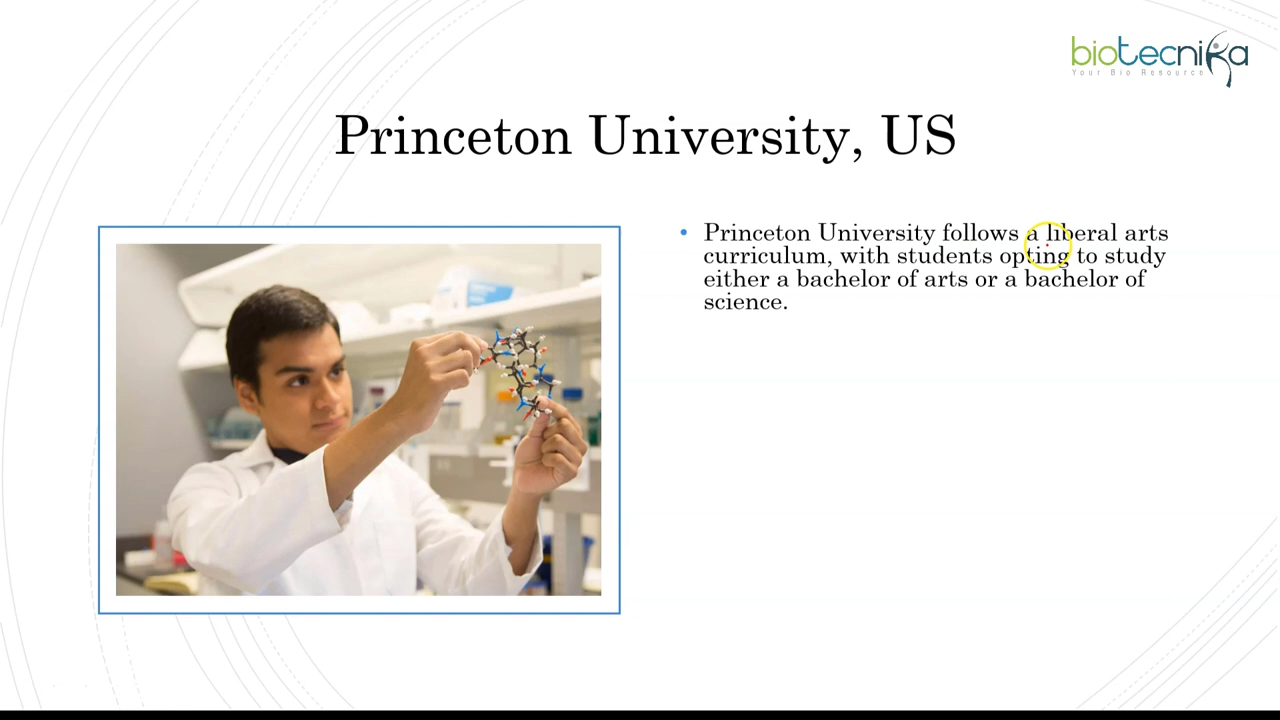 biotecnika
Your Bio Resource
Princeton University, US
• Princeton University follows a liberal arts
curriculum, with students opting to study
either a bachelor of arts or a bachelor of
science.